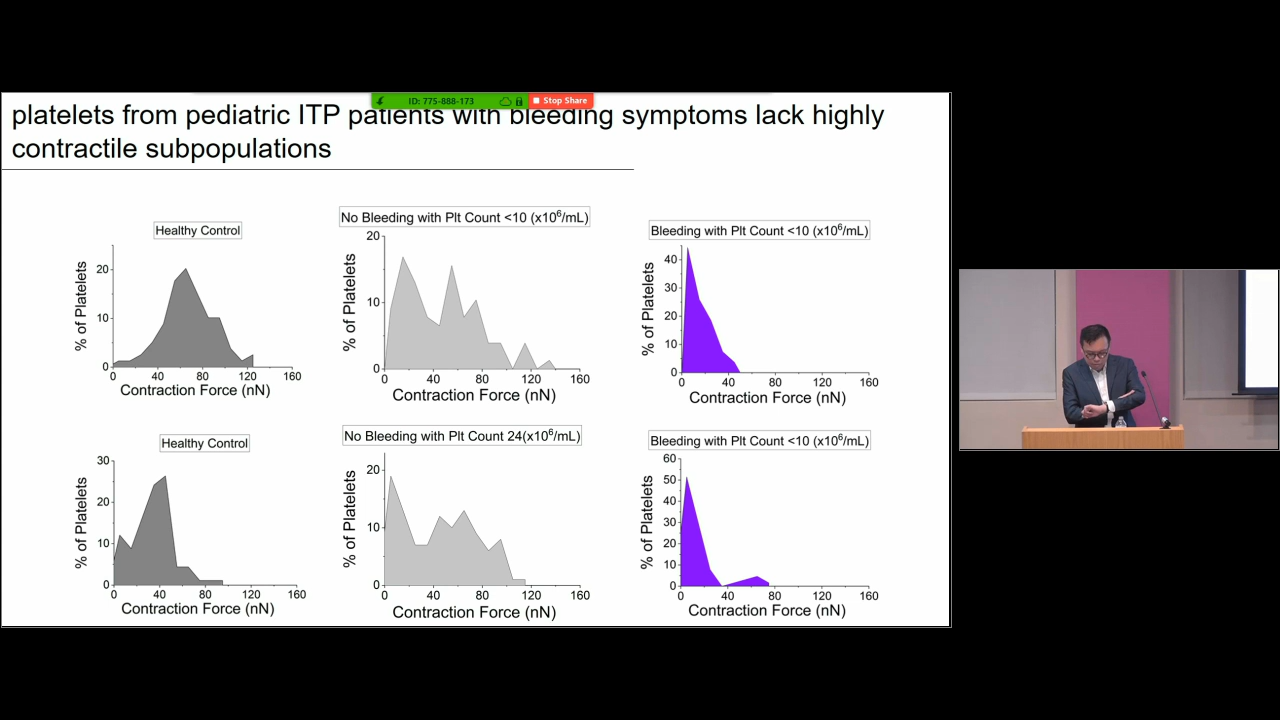 ID: 775-888-173
Stop Share
platelets from pediatric ITP patients with bleeding symptoms lack highly
contractile subpopulations
Healthy Control
% of Platelets
20
10
0
0 40 80 120 160
Contraction Force (nN)
No Bleeding with Plt Count <10 (x10⁶/mL)
% of Platelets
20
10
0
0 40 80 120 160
Contraction Force (nN)
Bleeding with Plt Count <10 (x10⁶/mL)
% of Platelets
40
30
20
10
0
0 40 80 120 160
Contraction Force (nN)
Healthy Control
% of Platelets
30
20
10
0
0 40 80 120 160
Contraction Force (nN)
No Bleeding with Plt Count 24(x10⁶/mL)
% of Platelets
20
10
0
0 40 80 120 160
Contraction Force (nN)
Bleeding with Plt Count <10 (x10⁶/mL)
% of Platelets
60
50
40
30
20
10
0
0 40 80 120 160
Contraction Force (nN)